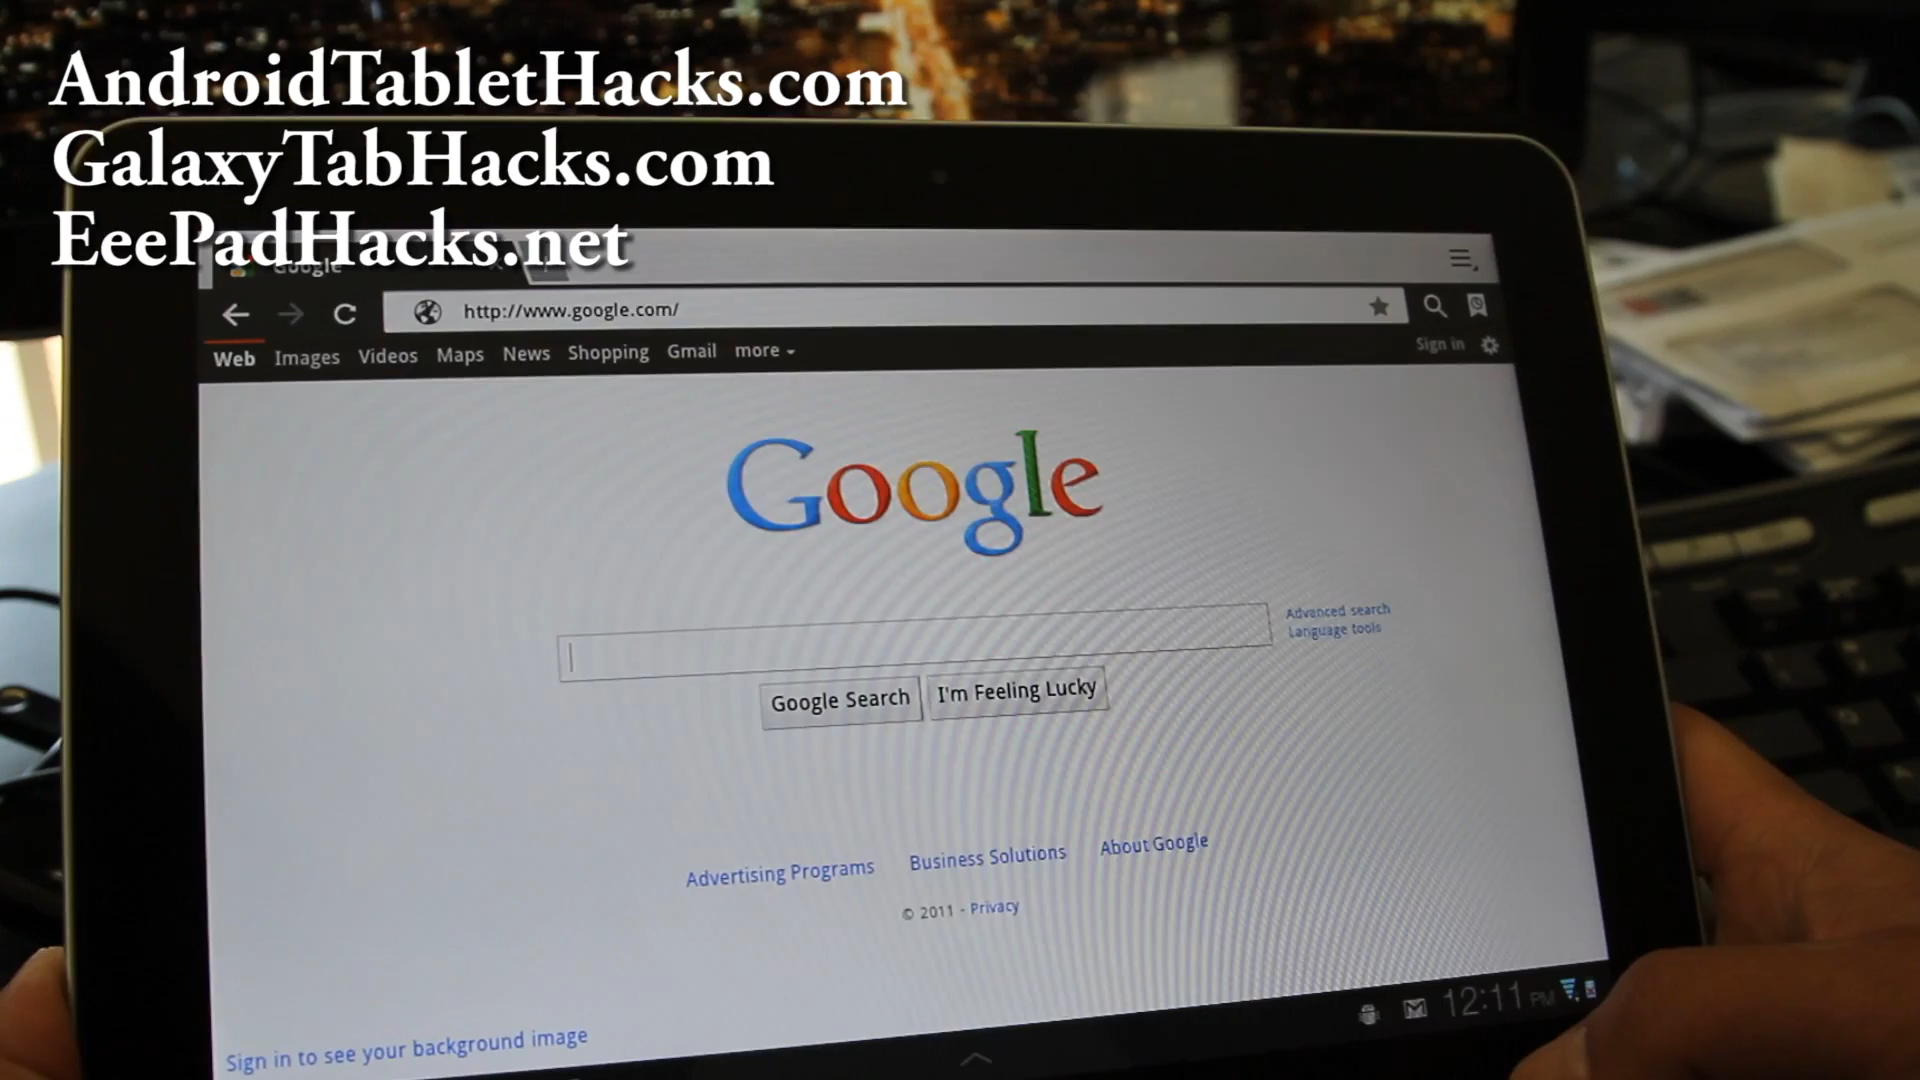 AndroidTabletHacks.com
GalaxyTabHacks.com
EeePadHacks.net
Google
http://www.google.com/
Web Images Videos Maps News Shopping Gmail more
Sign in
Google
Advanced search
Language tools
Google Search I'm Feeling Lucky
Advertising Programs Business Solutions About Google
© 2011 - Privacy
Sign in to see your background image
12:11 PM